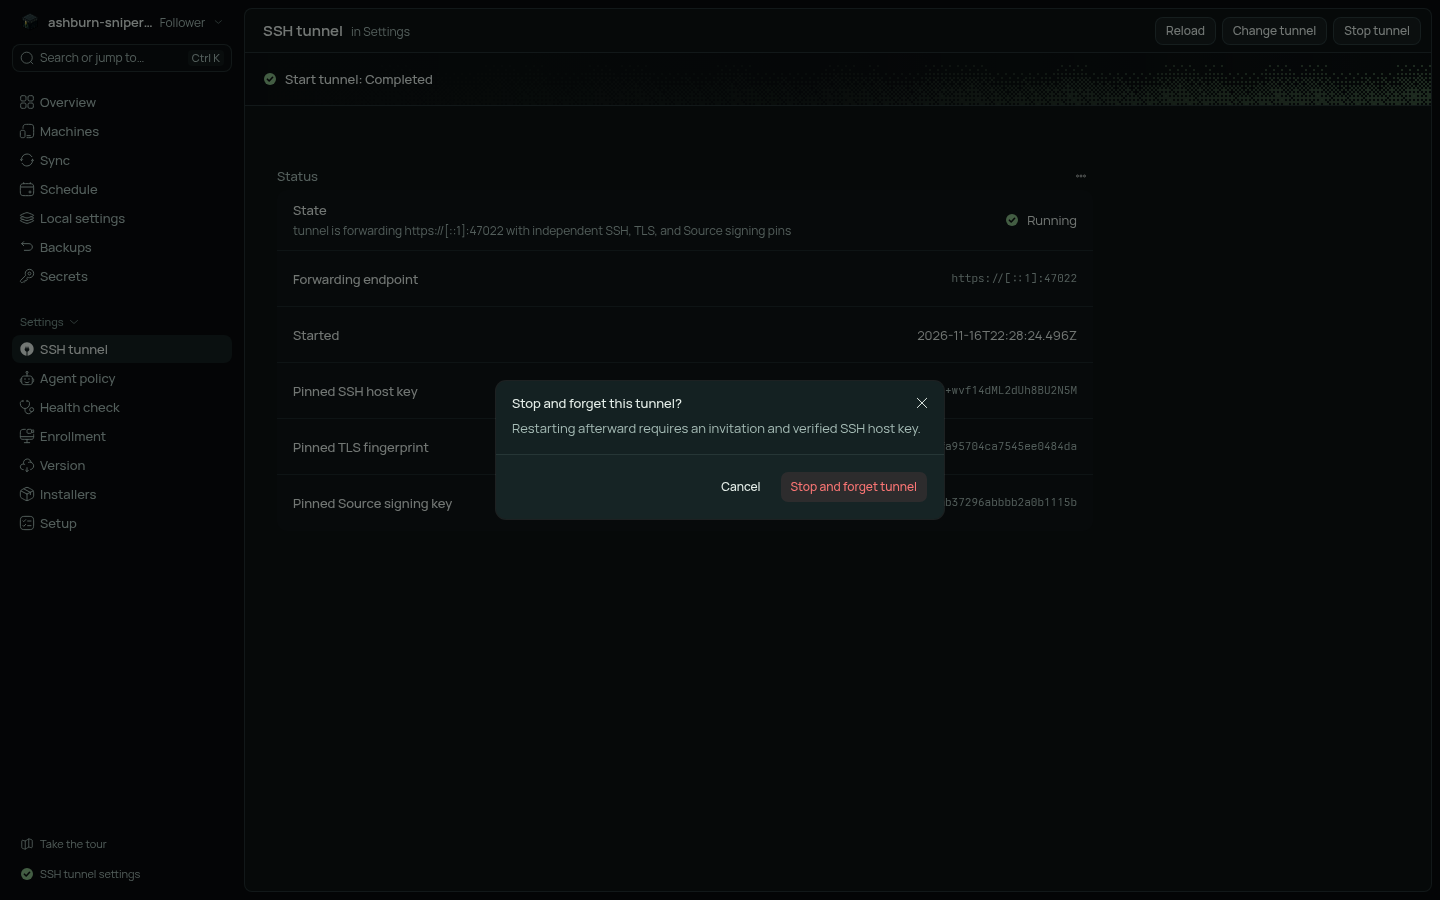 ashburn-sniper... Follower
Search or jump to... Ctrl K
Overview
Machines
Sync
Schedule
Local settings
Backups
Secrets
Settings
SSH tunnel
Agent policy
Health check
Enrollment
Version
Installers
Setup
Take the tour
SSH tunnel settings
SSH tunnel in Settings
Reload
Change tunnel
Stop tunnel
Start tunnel: Completed
Status
State
tunnel is forwarding https://[::1]:47022 with independent SSH, TLS, and Source signing pins
Running
Forwarding endpoint
https://[::1]:47022
Started
2026-11-16T22:28:24.496Z
Pinned SSH host key
+wvf14dML2dUh8BU2N5M
Pinned TLS fingerprint
a95704ca7545ee0484da
Pinned Source signing key
b37296abbbb2a0b1115b
Stop and forget this tunnel?
Restarting afterward requires an invitation and verified SSH host key.
Cancel
Stop and forget tunnel